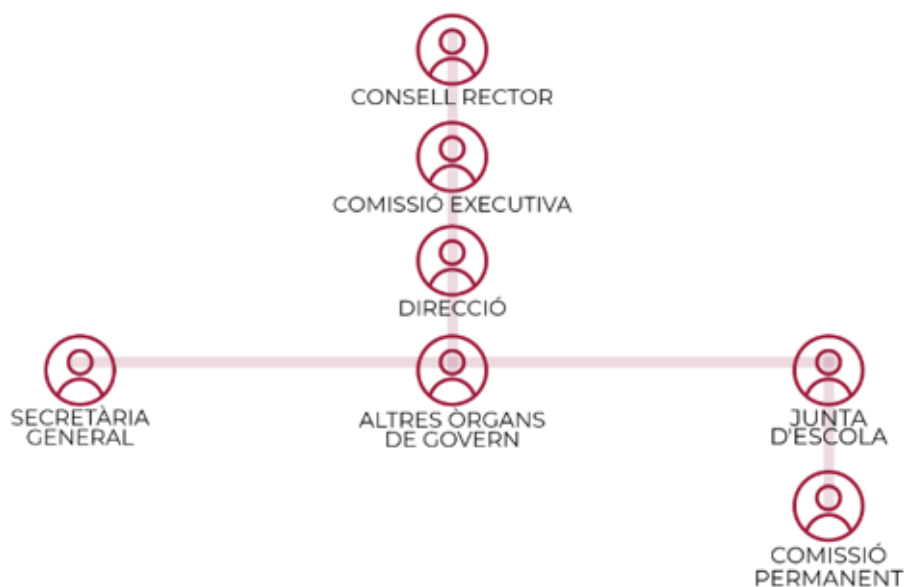 CONSELL RECTOR
COMISSIÓ EXECUTIVA
DIRECCIÓ
SECRETÀRIA
GENERAL
ALTRES ÒRGANS
DE GOVERN
JUNTA
D'ESCOLA
COMISSIÓ
PERMANENT